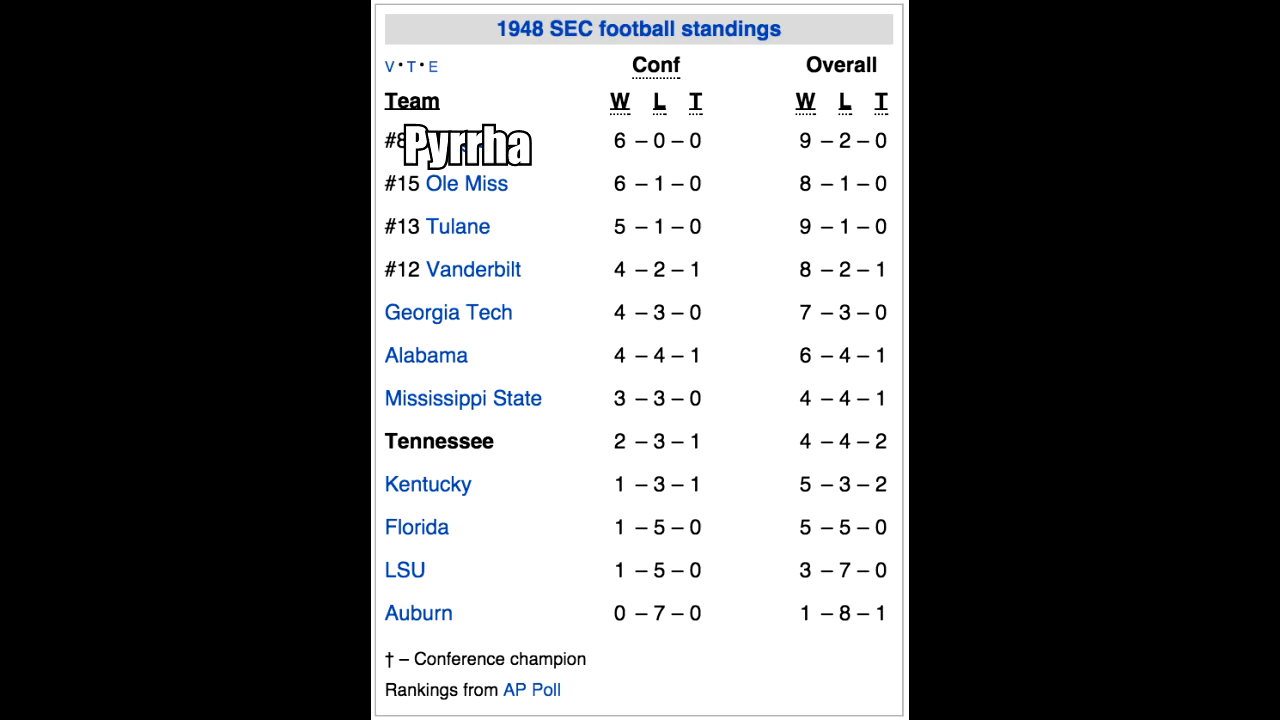 1948 SEC football standings
V · T · E Conf Overall
Team W L T W L T
#8 Pyrrha 6 – 0 – 0 9 – 2 – 0
#15 Ole Miss 6 – 1 – 0 8 – 1 – 0
#13 Tulane 5 – 1 – 0 9 – 1 – 0
#12 Vanderbilt 4 – 2 – 1 8 – 2 – 1
Georgia Tech 4 – 3 – 0 7 – 3 – 0
Alabama 4 – 4 – 1 6 – 4 – 1
Mississippi State 3 – 3 – 0 4 – 4 – 1
Tennessee 2 – 3 – 1 4 – 4 – 2
Kentucky 1 – 3 – 1 5 – 3 – 2
Florida 1 – 5 – 0 5 – 5 – 0
LSU 1 – 5 – 0 3 – 7 – 0
Auburn 0 – 7 – 0 1 – 8 – 1
† – Conference champion
Rankings from AP Poll